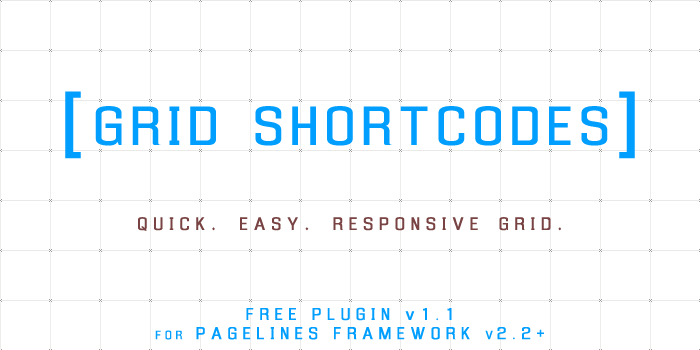 [GRID SHORTCODES]
QUICK. EASY. RESPONSIVE GRID.
FREE PLUGIN v1.1
FOR PAGELINES FRAMEWORK v2.2+